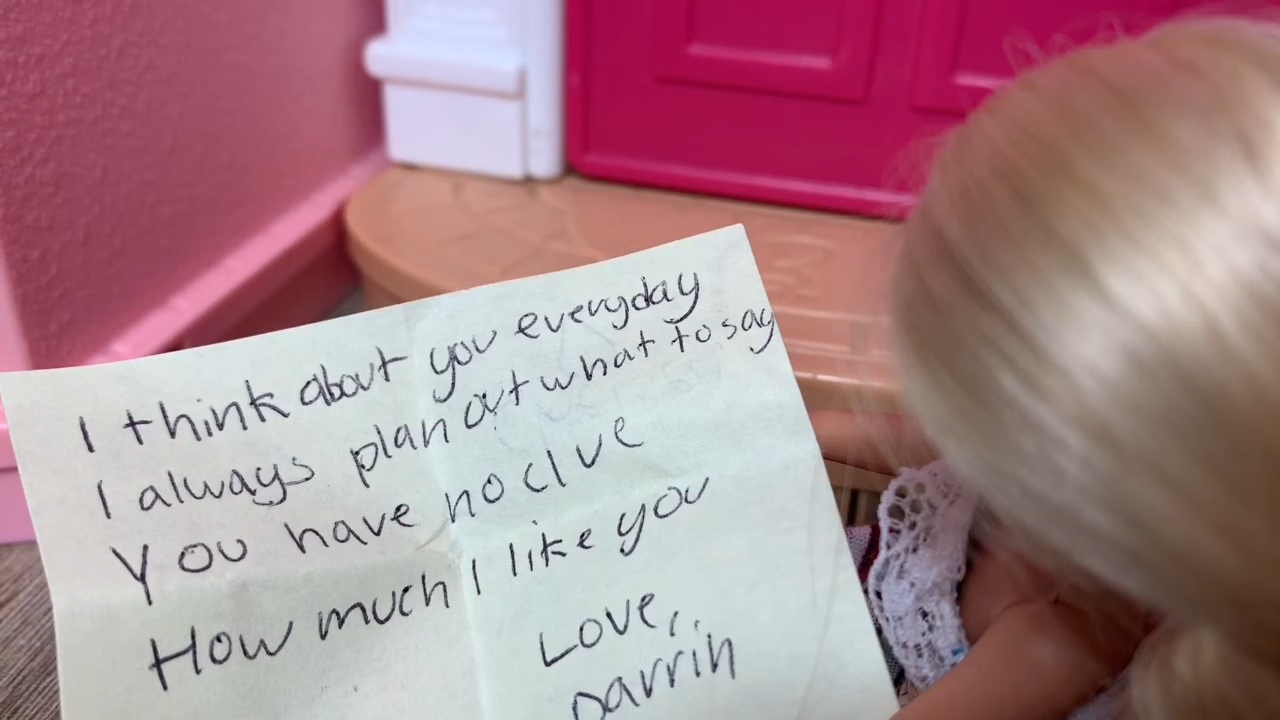 I think about you everyday
I always plan out what to say
You have no clue
How much I like you
Love,
Darrin